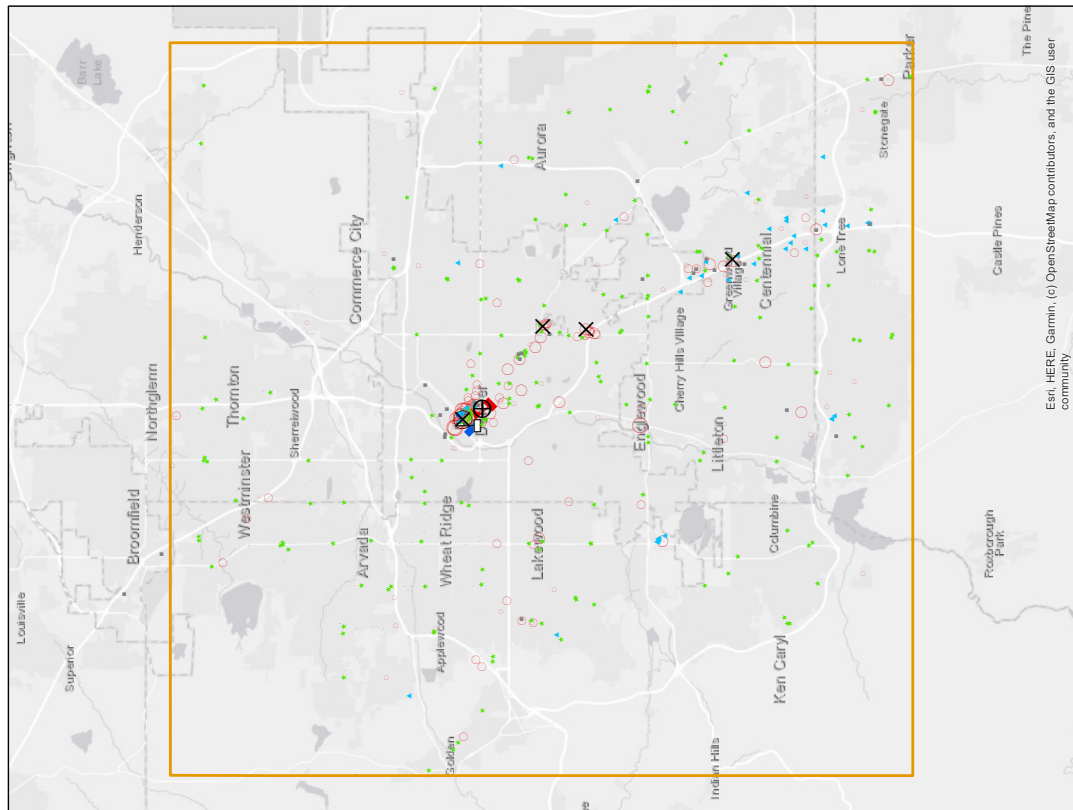 Louisville
Superior
Barr
Lake
Broomfield
Henderson
Northglenn
Thornton
Westminster
Sherrelwood
Commerce City
Arvada
Applewood
Wheat Ridge
Golden
Lakewood
Aurora
Englewood
Cherry Hills Village
Indian Hills
Littleton
Village
Centennial
Columbine
Ken Caryl
Lone Tree
Stonegate
Parker
Roxborough
Park
Castle Pines
The Pine
Esri, HERE, Garmin, (c) OpenStreetMap contributors, and the GIS user
community